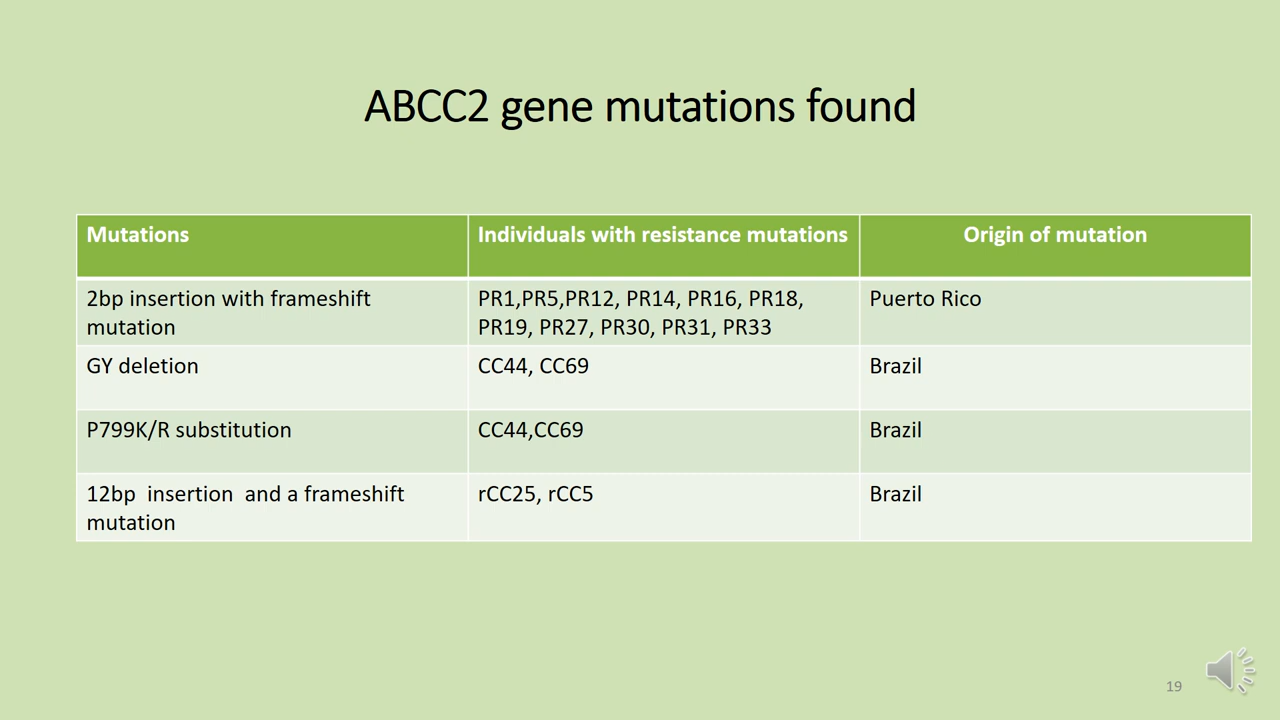 ABCC2 gene mutations found
Mutations
Individuals with resistance mutations
Origin of mutation
2bp insertion with frameshift
mutation
PR1,PR5,PR12, PR14, PR16, PR18,
PR19, PR27, PR30, PR31, PR33
Puerto Rico
GY deletion
CC44, CC69
Brazil
P799K/R substitution
CC44,CC69
Brazil
12bp  insertion  and a frameshift
mutation
rCC25, rCC5
Brazil
19